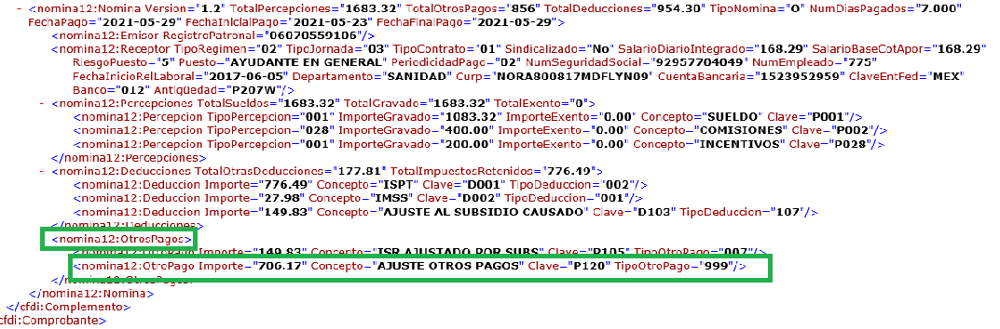 - <nomina12:Nomina Version="1.2" TotalPercepciones="1683.32" TotalOtrosPagos="856" TotalDeducciones="954.30" TipoNomina="O" NumDiasPagados="7.000"
FechaPago="2021-05-29" FechaInicialPago="2021-05-23" FechaFinalPago="2021-05-29">
<nomina12:Emisor RegistroPatronal="06070559106"/>
<nomina12:Receptor TipoRegimen="02" TipoJornada="03" TipoContrato="01" Sindicalizado="No" SalarioDiarioIntegrado="168.29" SalarioBaseCotApor="168.29"
RiesgoPuesto="5" Puesto="AYUDANTE EN GENERAL" PeriodicidadPago="02" NumSeguridadSocial="92957704049" NumEmpleado="775"
FechaInicioRelLaboral="2017-06-05" Departamento="SANIDAD" Curp="NORA800817MDFLYN09" CuentaBancaria="1523952959" ClaveEntFed="MEX"
Banco="012" Antigüedad="P207W"/>
- <nomina12:Percepciones TotalSueldos="1683.32" TotalGravado="1683.32" TotalExento="0">
<nomina12:Percepcion TipoPercepcion="001" ImporteGravado="1083.32" ImporteExento="0.00" Concepto="SUELDO" Clave="P001"/>
<nomina12:Percepcion TipoPercepcion="028" ImporteGravado="400.00" ImporteExento="0.00" Concepto="COMISIONES" Clave="P002"/>
<nomina12:Percepcion TipoPercepcion="001" ImporteGravado="200.00" ImporteExento="0.00" Concepto="INCENTIVOS" Clave="P028"/>
</nomina12:Percepciones>
- <nomina12:Deducciones TotalOtrasDeducciones="177.81" TotalImpuestosRetenidos="776.49">
<nomina12:Deduccion Importe="776.49" Concepto="ISPT" Clave="D001" TipoDeduccion="002"/>
<nomina12:Deduccion Importe="27.98" Concepto="IMSS" Clave="D002" TipoDeduccion="001"/>
<nomina12:Deduccion Importe="149.83" Concepto="AJUSTE AL SUBSIDIO CAUSADO" Clave="D103" TipoDeduccion="107"/>
</nomina12:Deducciones>
<nomina12:OtrosPagos>
<nomina12:OtroPago Importe="149.83" Concepto="ISR AJUSTADO POR SUBS" Clave="P105" TipoOtroPago="007"/>
<nomina12:OtroPago Importe="706.17" Concepto="AJUSTE OTROS PAGOS" Clave="P120" TipoOtroPago="999"/>
</nomina12:OtrosPagos>
</nomina12:Nomina>
</cfdi:Complemento>
cfdi:Comprobante>